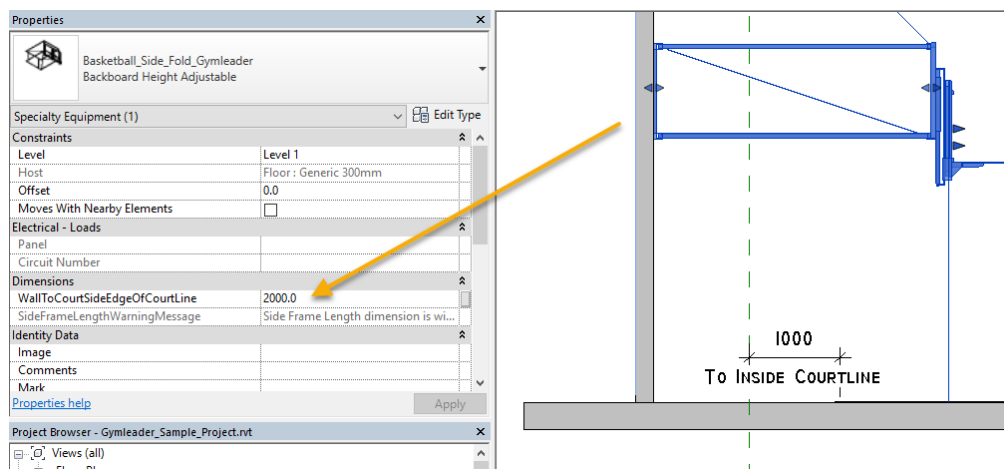 Properties
Basketball_Side_Fold_Gymleader
Backboard Height Adjustable
Specialty Equipment (1)
Edit Type
Constraints
Level Level 1
Host Floor : Generic 300mm
Offset 0.0
Moves With Nearby Elements
Electrical - Loads
Panel
Circuit Number
Dimensions
WallToCourtSideEdgeOfCourtLine 2000.0
SideFrameLengthWarningMessage Side Frame Length dimension is wi...
Identity Data
Image
Comments
Mark
Properties help Apply
Project Browser - Gymleader_Sample_Project.rvt
Views (all)
1000
TO INSIDE COURTLINE